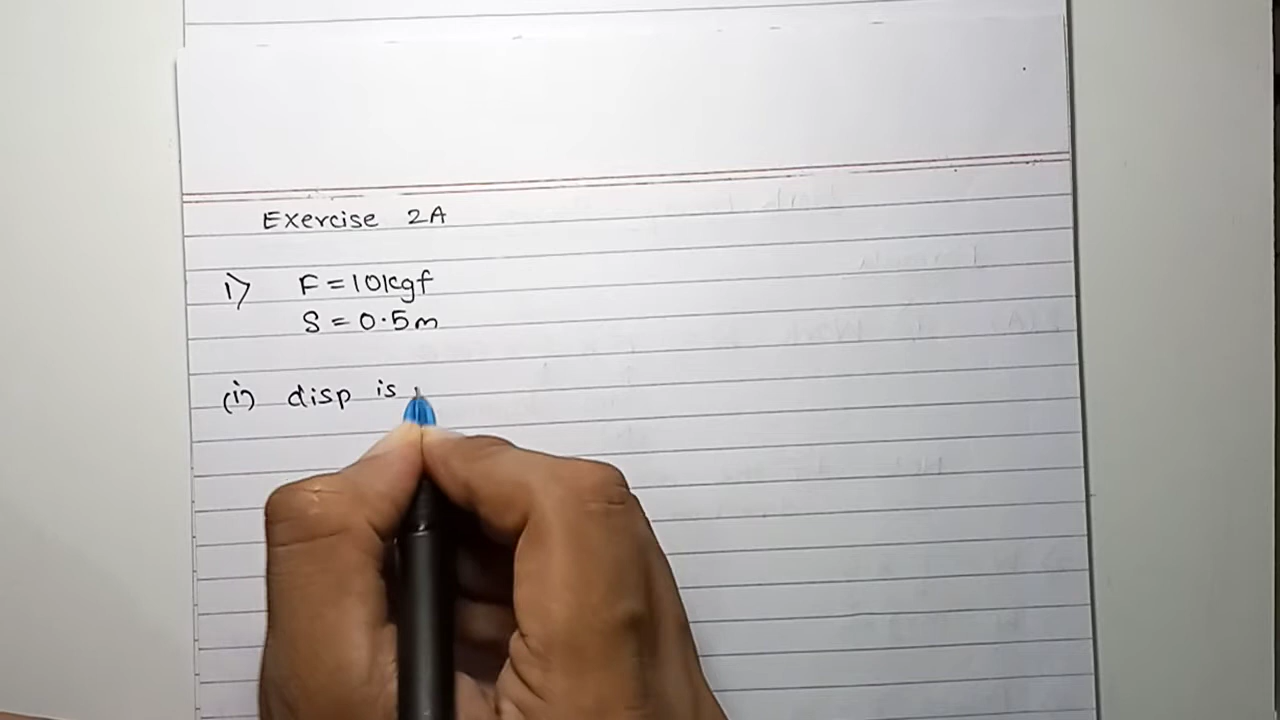 Exercise 2A
1) F = 10kgf
S = 0.5m
(i) disp is